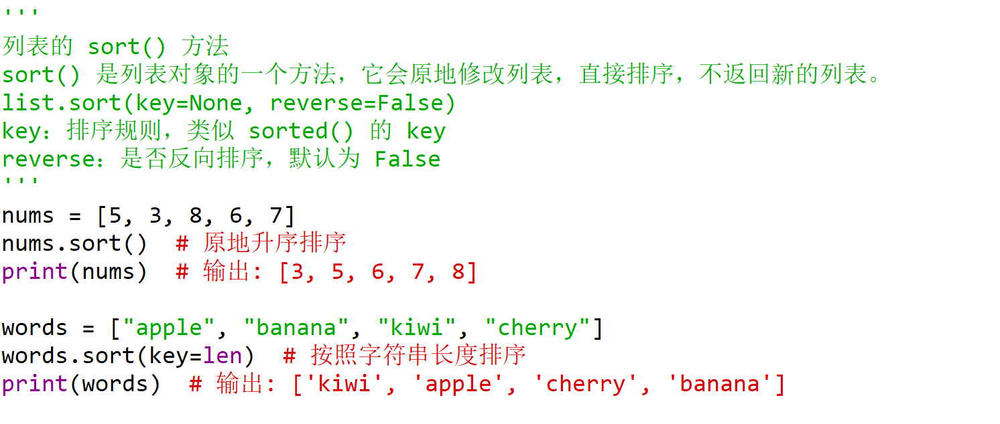 '''
列表的 sort() 方法
sort() 是列表对象的一个方法，它会原地修改列表，直接排序，不返回新的列表。
list.sort(key=None, reverse=False)
key：排序规则，类似 sorted() 的 key
reverse：是否反向排序，默认为 False
'''
nums = [5, 3, 8, 6, 7]
nums.sort()  # 原地升序排序
print(nums)  # 输出: [3, 5, 6, 7, 8]
words = ["apple", "banana", "kiwi", "cherry"]
words.sort(key=len)  # 按照字符串长度排序
print(words)  # 输出: ['kiwi', 'apple', 'cherry', 'banana']